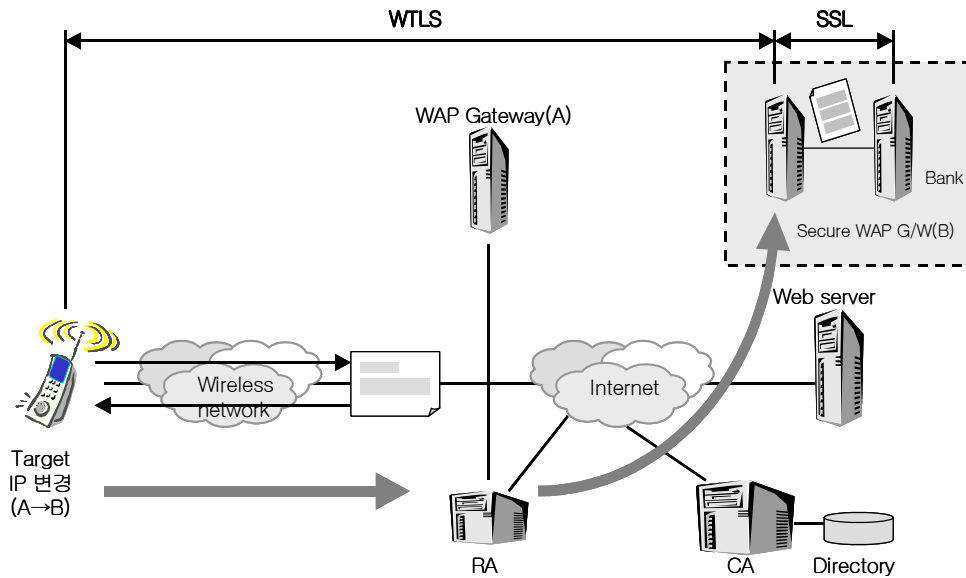 WTLS
SSL
WAP Gateway(A)
Bank
Secure WAP G/W(B)
Web server
Wireless
network
Internet
Target
IP 변경
(A→B)
RA
CA
Directory